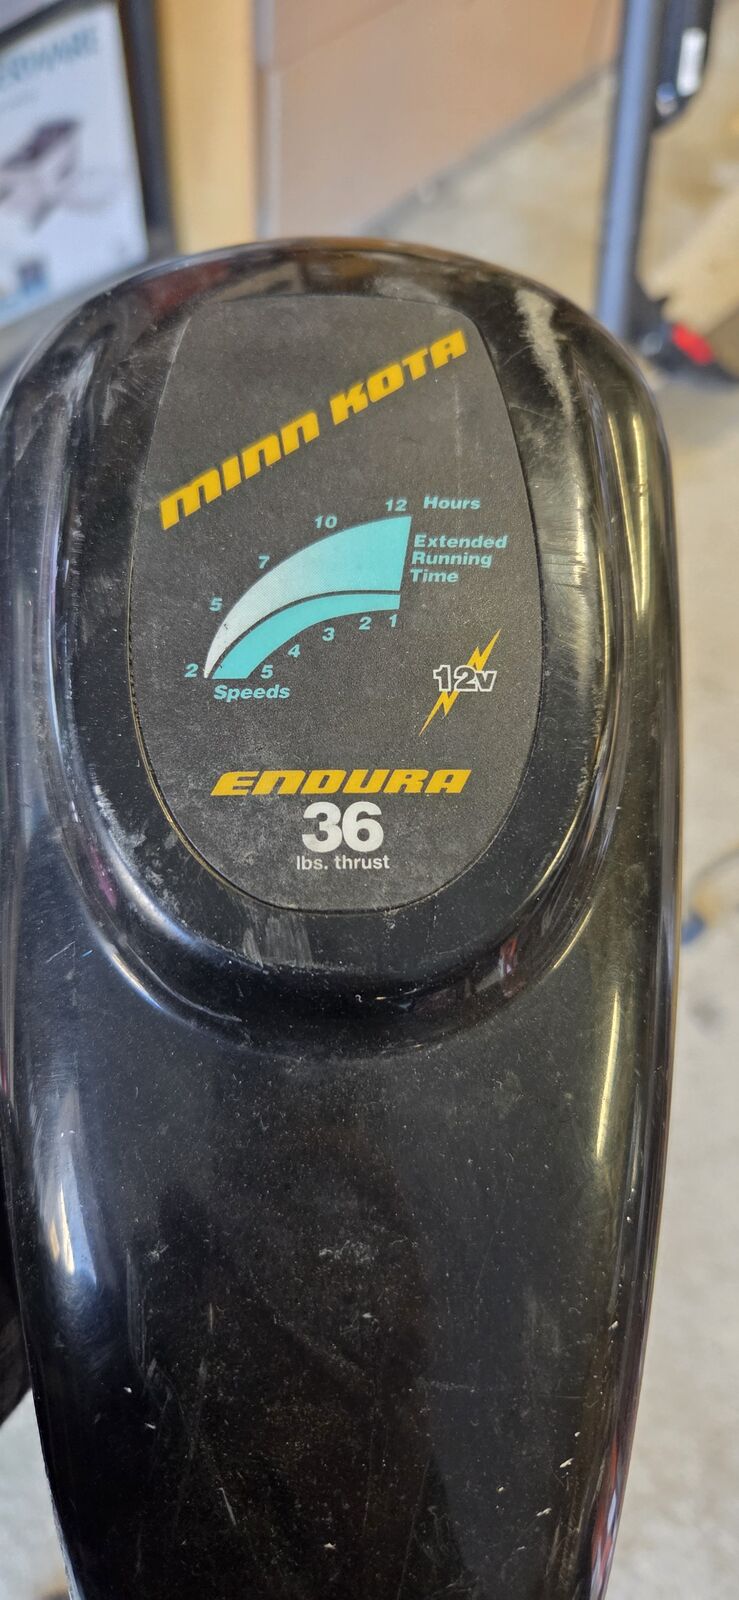 MINN KOTA
12 Hours
10
7
5
2
Extended
Running
Time
1
2
3
4
5
Speeds
12v
ENDURA
36
lbs. thrust